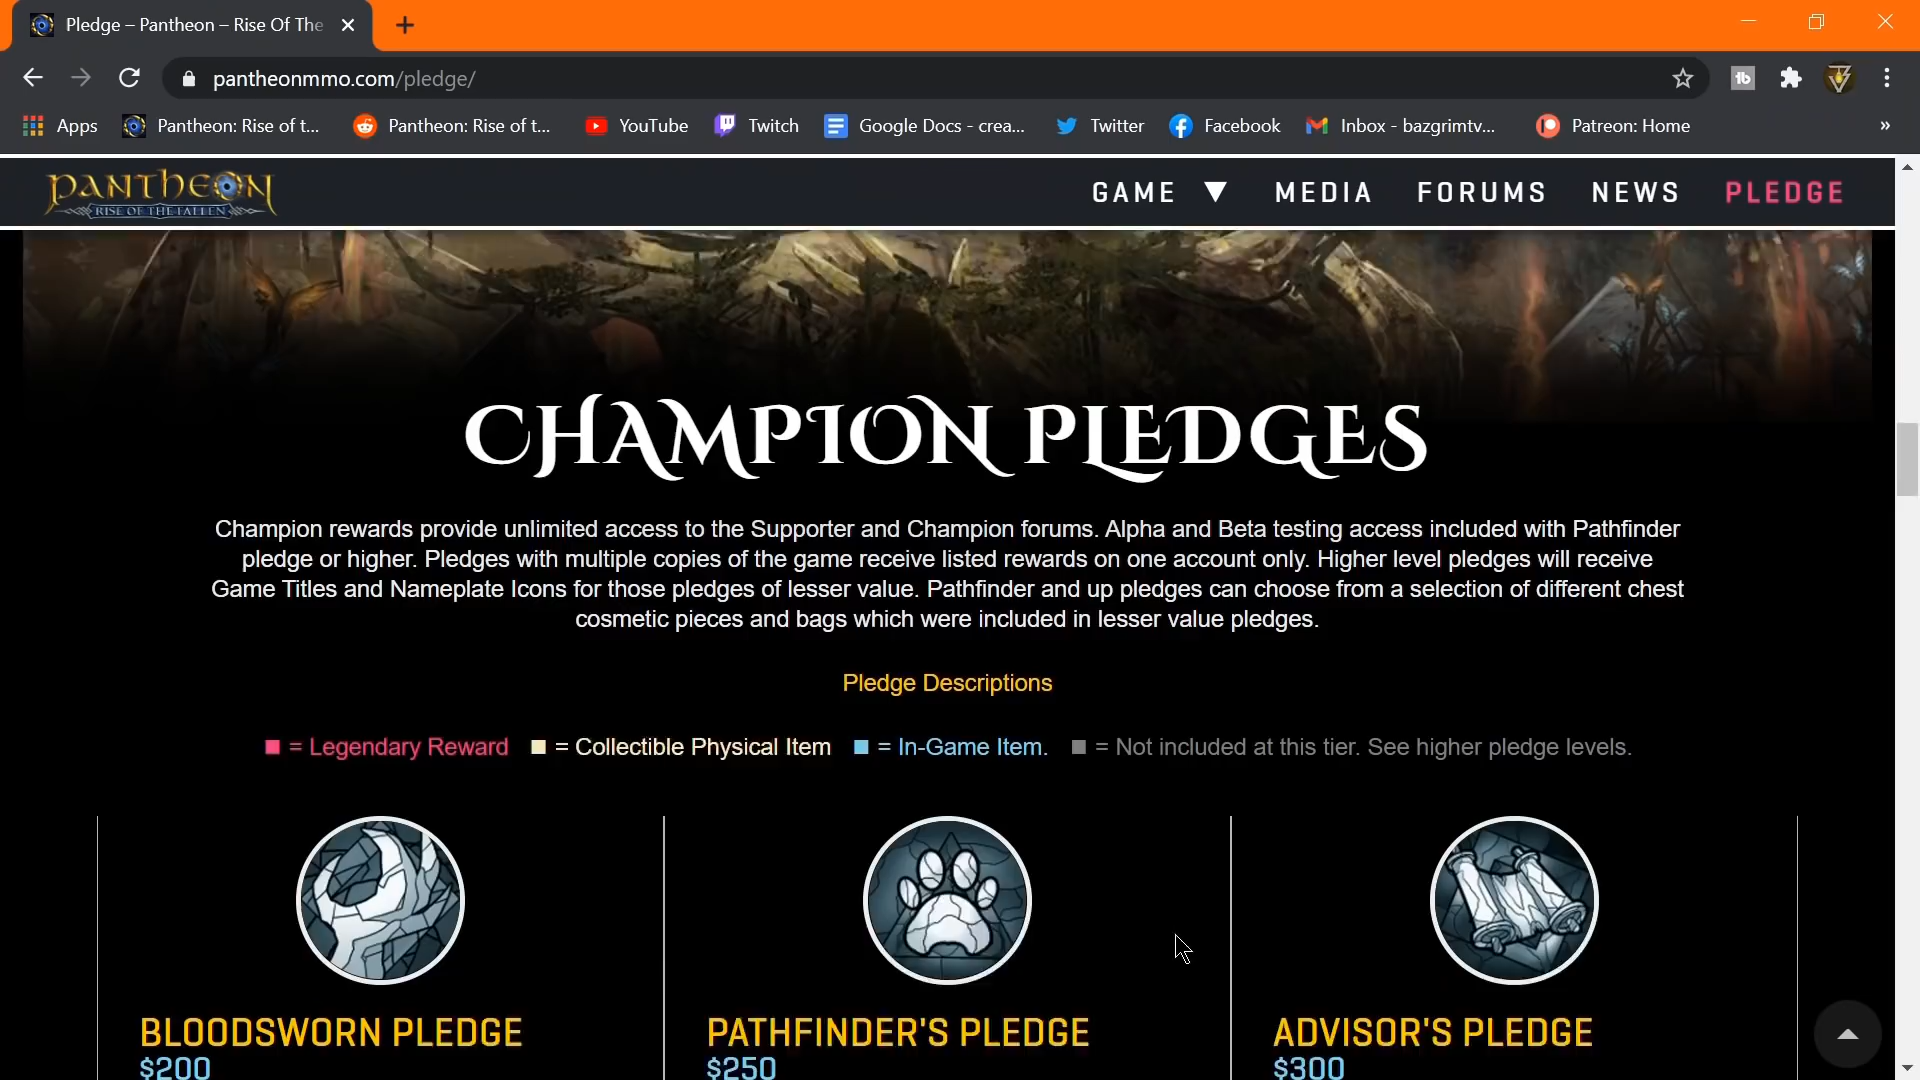 Pledge – Pantheon – Rise Of The
pantheonmmo.com/pledge/
Apps Pantheon: Rise of t... Pantheon: Rise of t... YouTube Twitch Google Docs - crea... Twitter Facebook Inbox - bazgrimtv... Patreon: Home »
PANTHEON
RISE OF THE FALLEN
GAME ▼ MEDIA FORUMS NEWS PLEDGE
CHAMPION PLEDGES
Champion rewards provide unlimited access to the Supporter and Champion forums. Alpha and Beta testing access included with Pathfinder
pledge or higher. Pledges with multiple copies of the game receive listed rewards on one account only. Higher level pledges will receive
Game Titles and Nameplate Icons for those pledges of lesser value. Pathfinder and up pledges can choose from a selection of different chest
cosmetic pieces and bags which were included in lesser value pledges.
Pledge Descriptions
■ = Legendary Reward ■ = Collectible Physical Item ■ = In-Game Item. ■ = Not included at this tier. See higher pledge levels.
BLOODSWORN PLEDGE
$200
PATHFINDER'S PLEDGE
$250
ADVISOR'S PLEDGE
$300